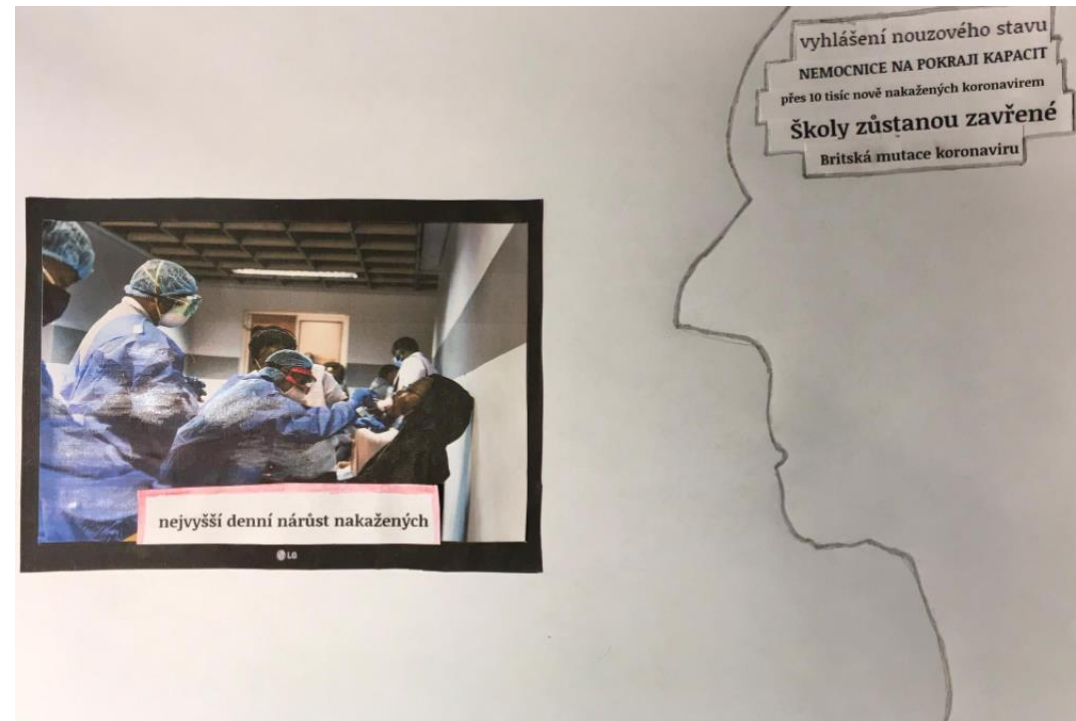 vyhlášení nouzového stavu
NEMOCNICE NA POKRAJI KAPACIT
přes 10 tisíc nově nakažených koronavirem
Školy zůstanou zavřené
Britská mutace koronaviru
nejvyšší denní nárůst nakažených
LG